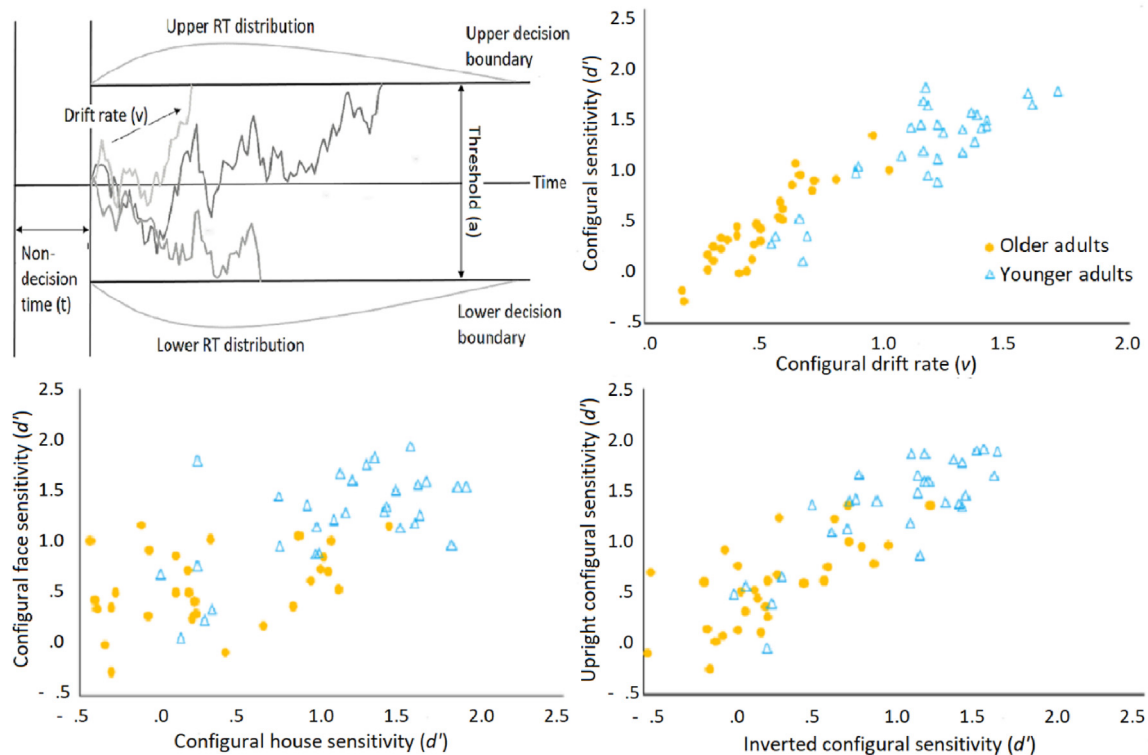 Upper RT distribution
Upper decision
boundary
Drift rate (v)
Threshold (a)
Time
Non-
decision
time (t)
Lower decision
boundary
Lower RT distribution
Configural sensitivity (d')
2.5
2.0
1.5
1.0
.5
.0
- .5
.0
.5
1.0
1.5
2.0
Older adults
Younger adults
Configural drift rate (v)
Configural face sensitivity (d')
2.5
2.0
1.5
1.0
.5
.0
- .5
- .5
.0
.5
1.0
1.5
2.0
2.5
Configural house sensitivity (d')
Upright configural sensitivity (d')
2.5
2.0
1.5
1.0
.5
.0
- .5
- .5
.0
.5
1.0
1.5
2.0
2.5
Inverted configural sensitivity (d')